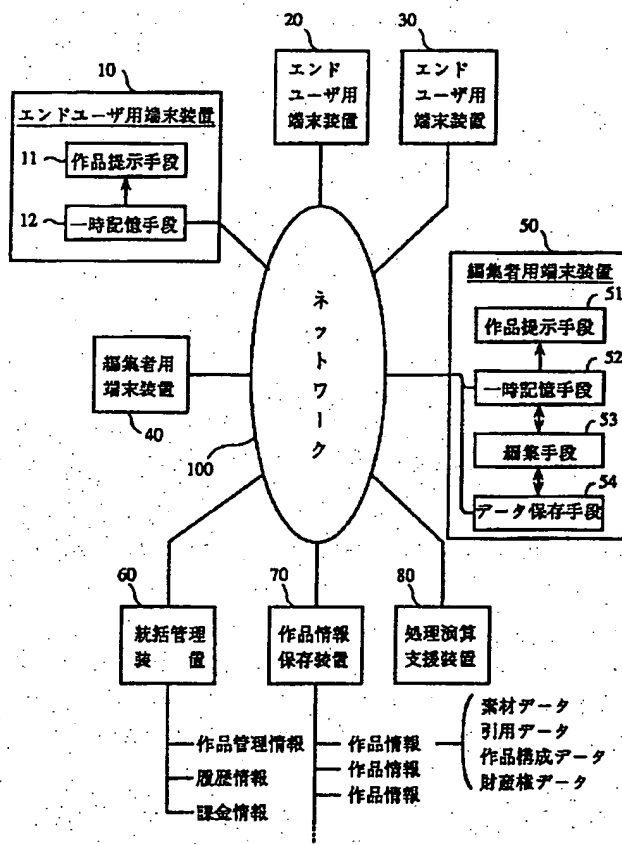 20
エンド
ユーザ用
端末装置
30
エンド
ユーザ用
端末装置
10
エンドユーザ用端末装置
11
作品提示手段
12
一時記憶手段
ネットワーク
100
編集者用
端末装置
40
50
編集者用端末装置
51
作品提示手段
52
一時記憶手段
53
編集手段
54
データ保存手段
60
統括管理
装置
70
作品情報
保存装置
80
処理演算
支援装置
作品管理情報
履歴情報
課金情報
作品情報
作品情報
作品情報
素材データ
引用データ
作品構成データ
財産権データ